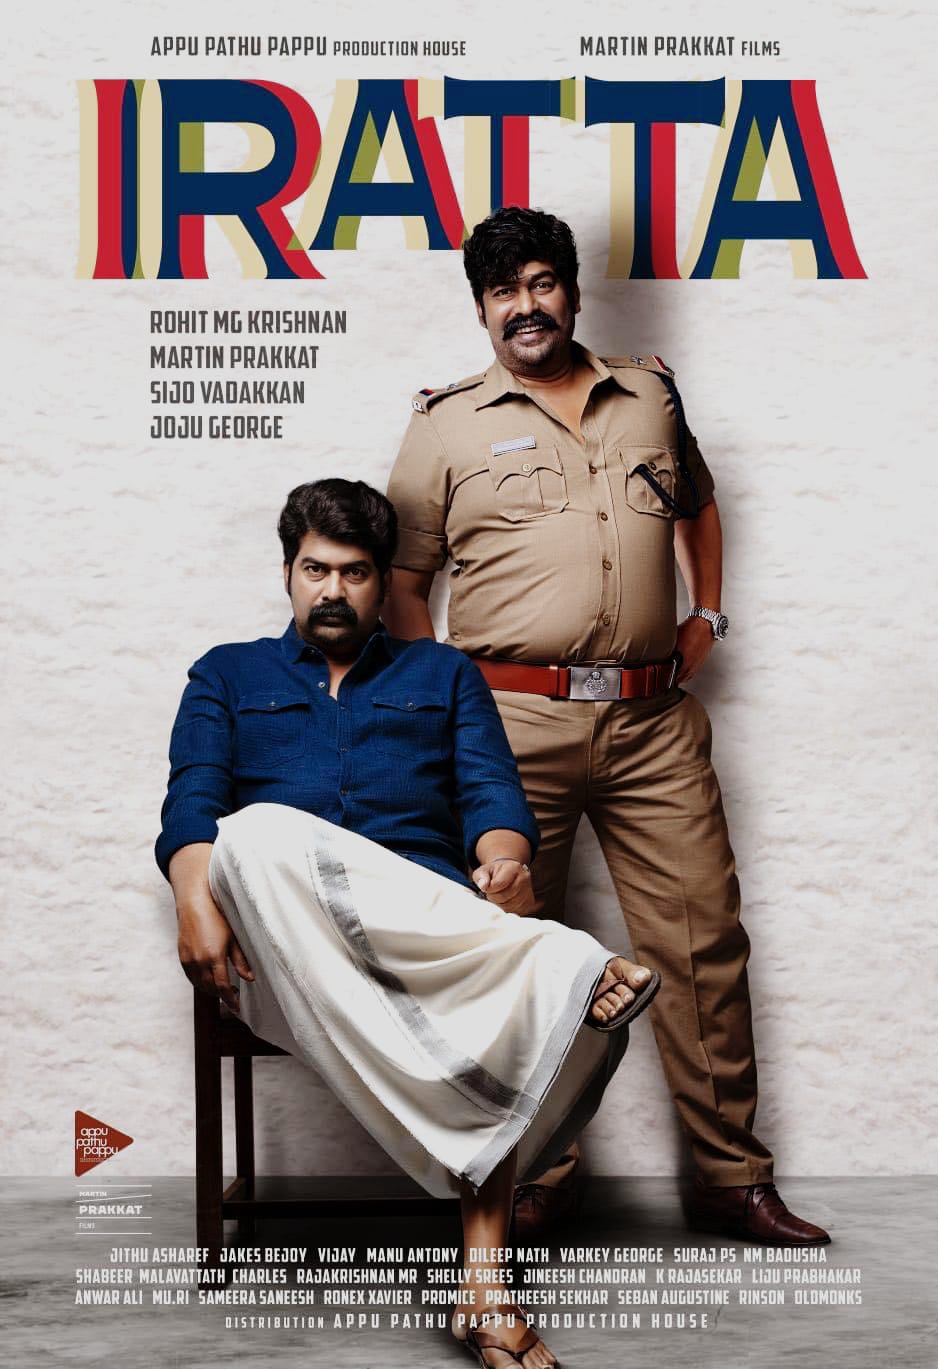 APPU PATHU PAPPU PRODUCTION HOUSE
MARTIN PRAKKAT FILMS
IRATTA
ROHIT MG KRISHNAN
MARTIN PRAKKAT
SIJO VADAKKAN
JOJU GEORGE
appu
pathu
pappu
MARTIN
PRAKKAT
FILMS
JITHU ASHAREF JAKES BEJOY VIJAY MANU ANTONY DILEEP NATH VARKEY GEORGE SURAJ PS NM BADUSHA
SHABEER MALAVATTATH CHARLES RAJAKRISHNAN MR SHELLY SREES JINEESH CHANDRAN K RAJASEKAR LIJU PRABHAKAR
ANWAR ALI MU.RI SAMEERA SANEESH RONEX XAVIER PROMICE PRATHEESH SEKHAR SEBAN AUGUSTINE RINSON OLDMONKS
DISTRIBUTION APPU PATHU PAPPU PRODUCTION HOUSE